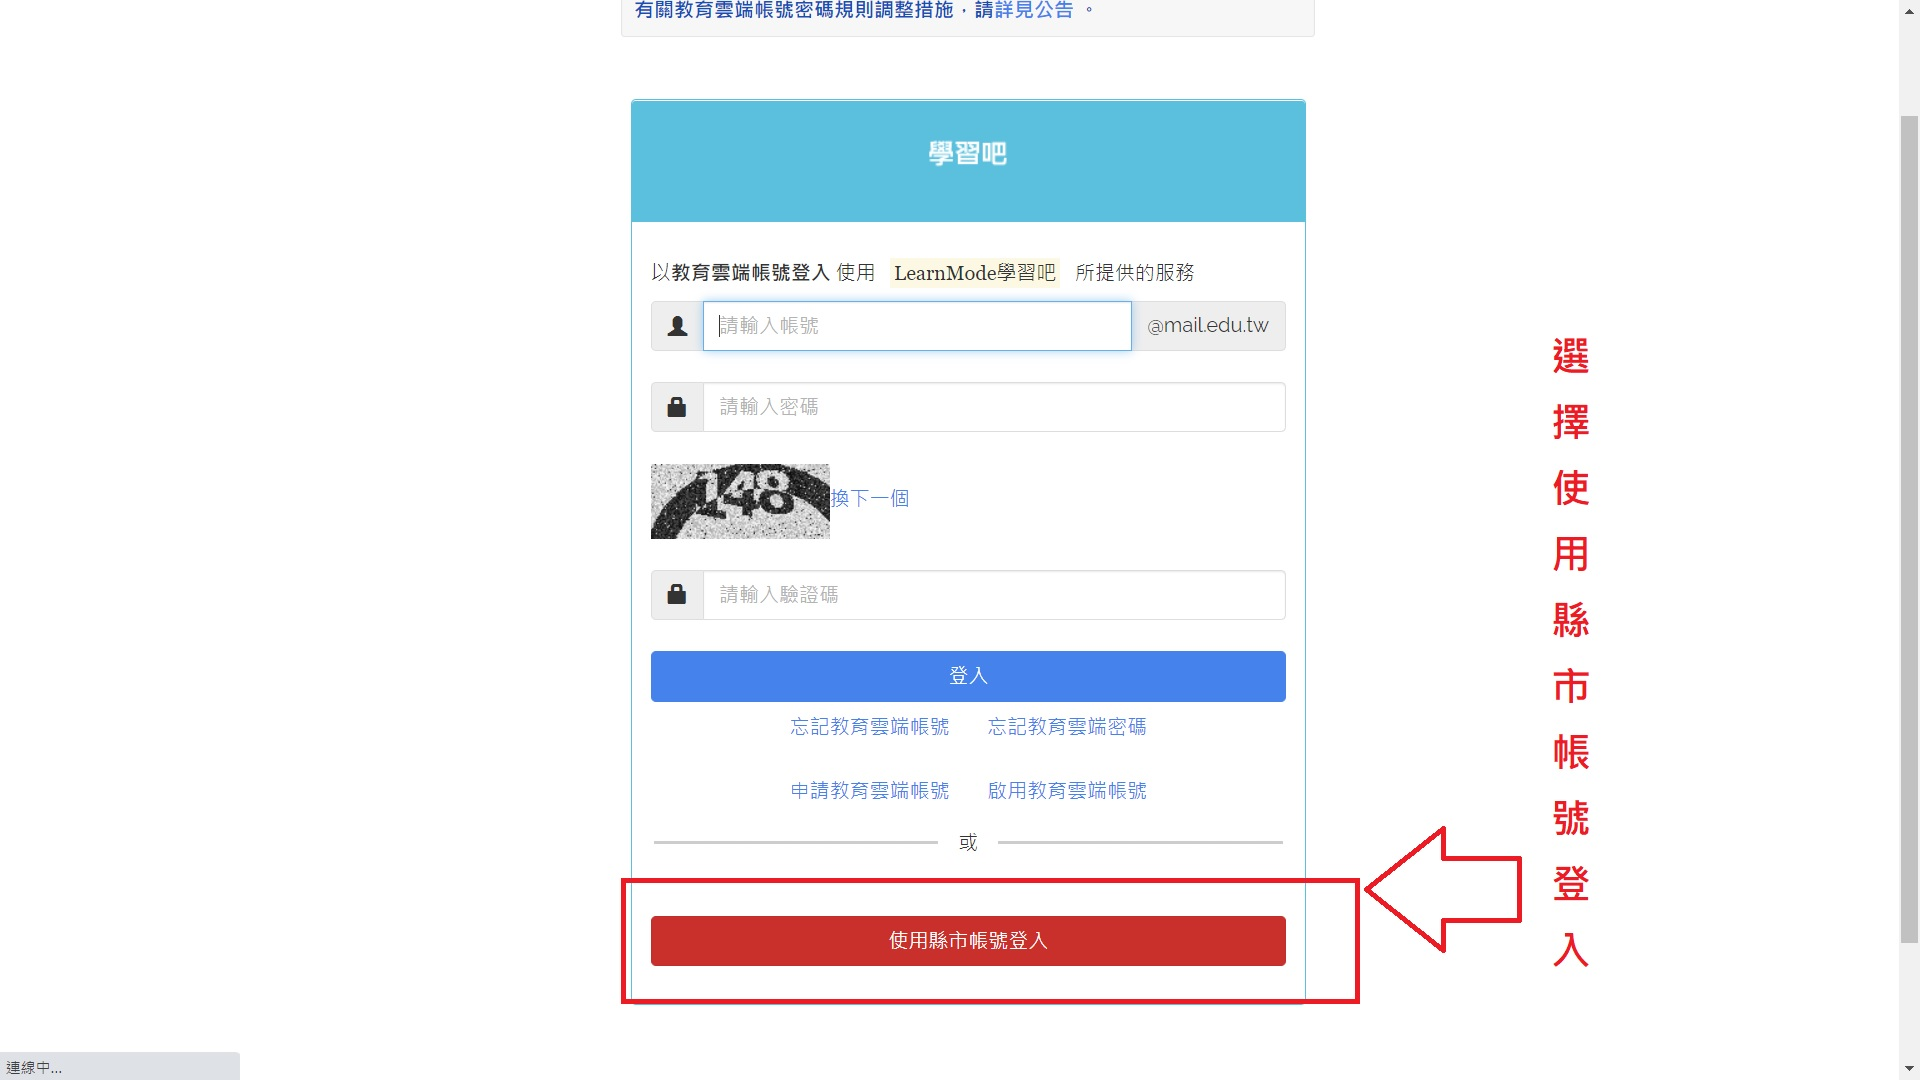 有關教育雲端帳號密碼規則調整措施，請詳見公告 。
學習吧
以教育雲端帳號登入 使用 LearnMode學習吧 所提供的服務
請輸入帳號
@mail.edu.tw
請輸入密碼
148
換下一個
請輸入驗證碼
登入
忘記教育雲端帳號 忘記教育雲端密碼
申請教育雲端帳號 啟用教育雲端帳號
或
使用縣市帳號登入
選擇使用縣市帳號登入
連線中...